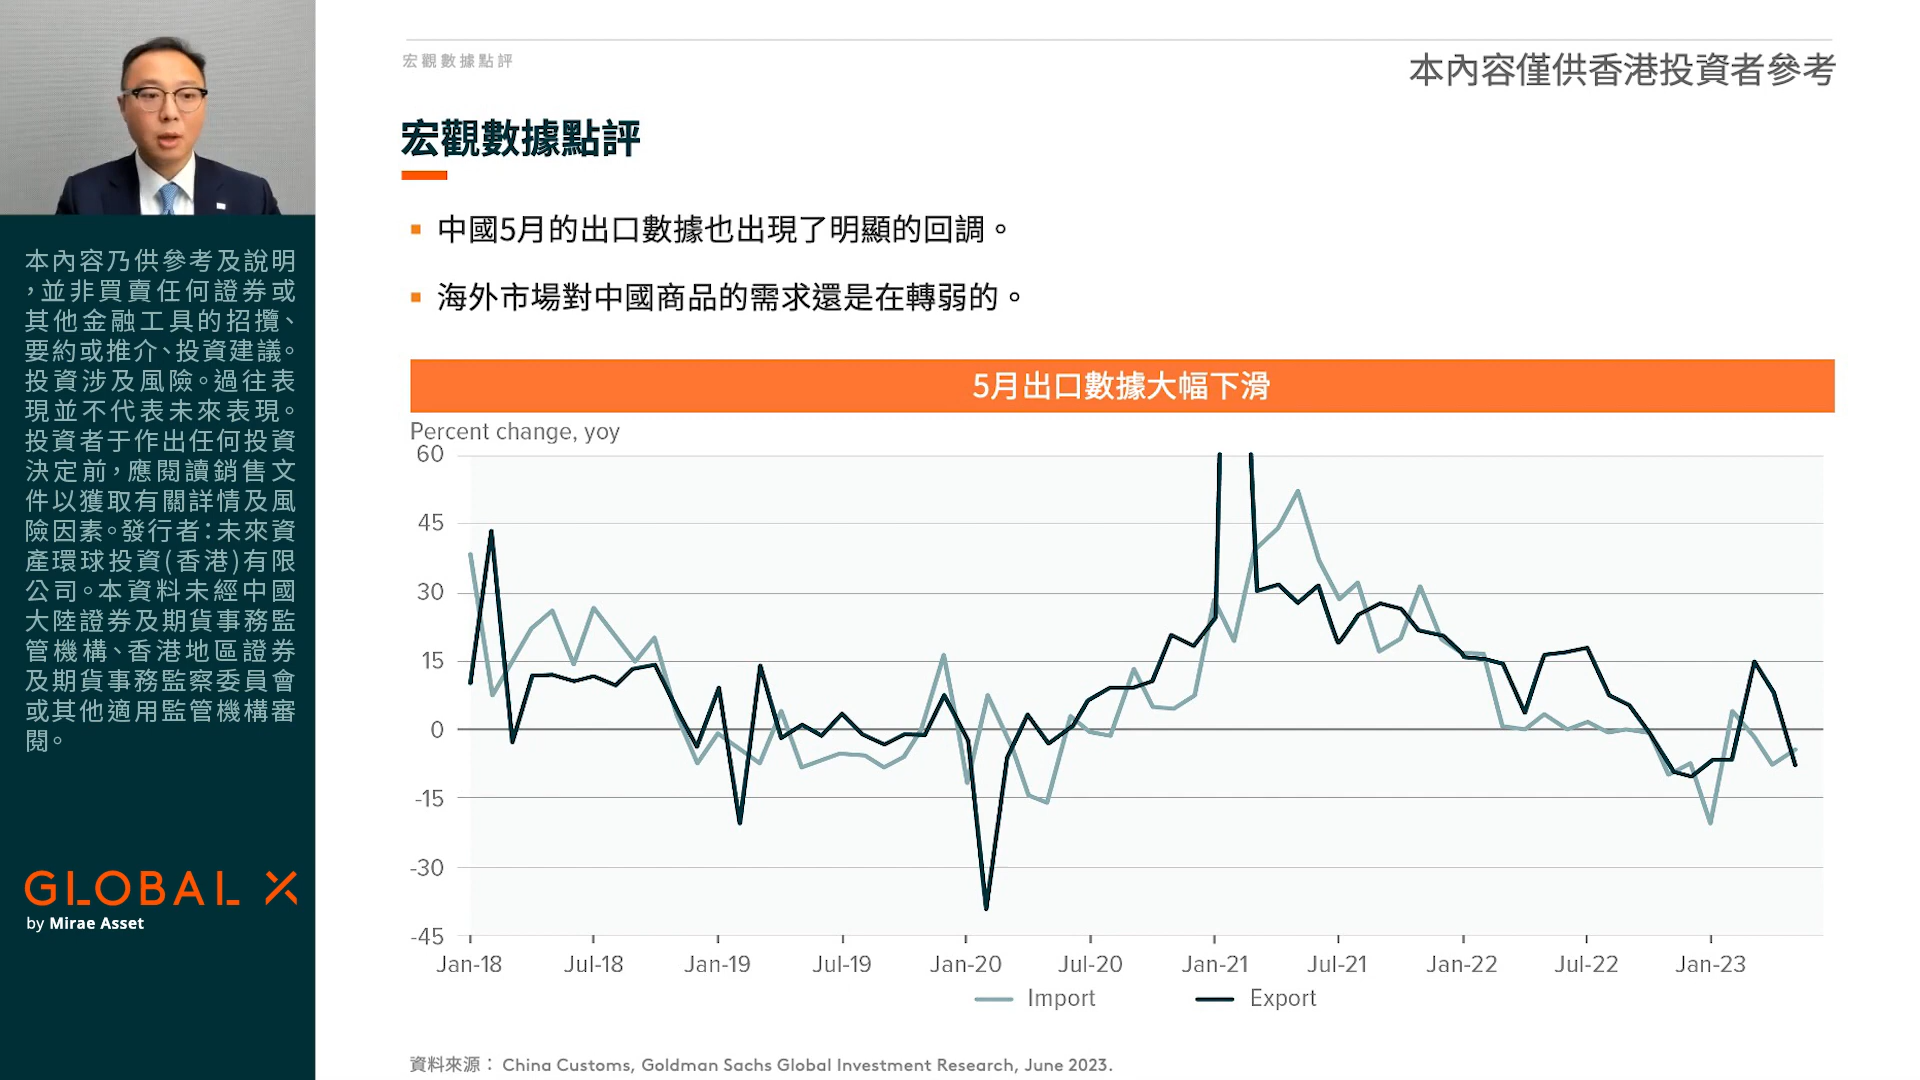 本內容乃供參考及說明
,並非買賣任何證券或
其他金融工具的招攬、
要約或推介、投資建議。
投資涉及風險。過往表
現並不代表未來表現。
投資者于作出任何投資
決定前,應閱讀銷售文
件以獲取有關詳情及風
險因素。發行者:未來資
產環球投資(香港)有限
公司。本資料未經中國
大陸證券及期貨事務監
管機構、香港地區證券
及期貨事務監察委員會
或其他適用監管機構審
閱。
GLOBAL X
by Mirae Asset
宏觀數據點評
本內容僅供香港投資者參考
宏觀數據點評
中國5月的出口數據也出現了明顯的回調。
海外市場對中國商品的需求還是在轉弱的。
5月出口數據大幅下滑
Percent change, yoy
60
45
30
15
0
-15
-30
-45
Jan-18 Jul-18 Jan-19 Jul-19 Jan-20 Jul-20 Jan-21 Jul-21 Jan-22 Jul-22 Jan-23
Import Export
資料來源: China Customs, Goldman Sachs Global Investment Research, June 2023.